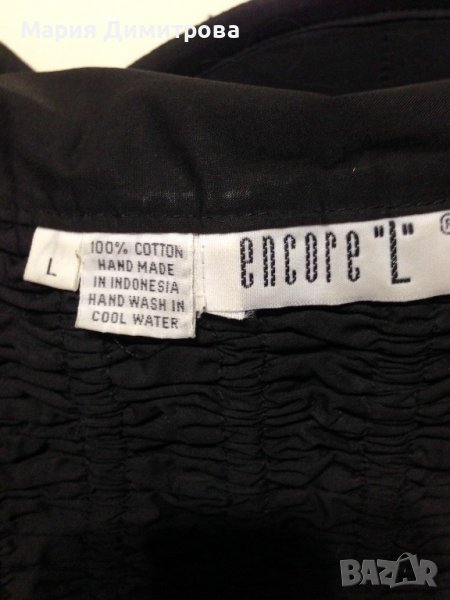 Мария Димитрова
L
100% COTTON
HAND MADE
IN INDONESIA
HAND WASH IN
COOL WATER
encore "L" ®
BAZAR